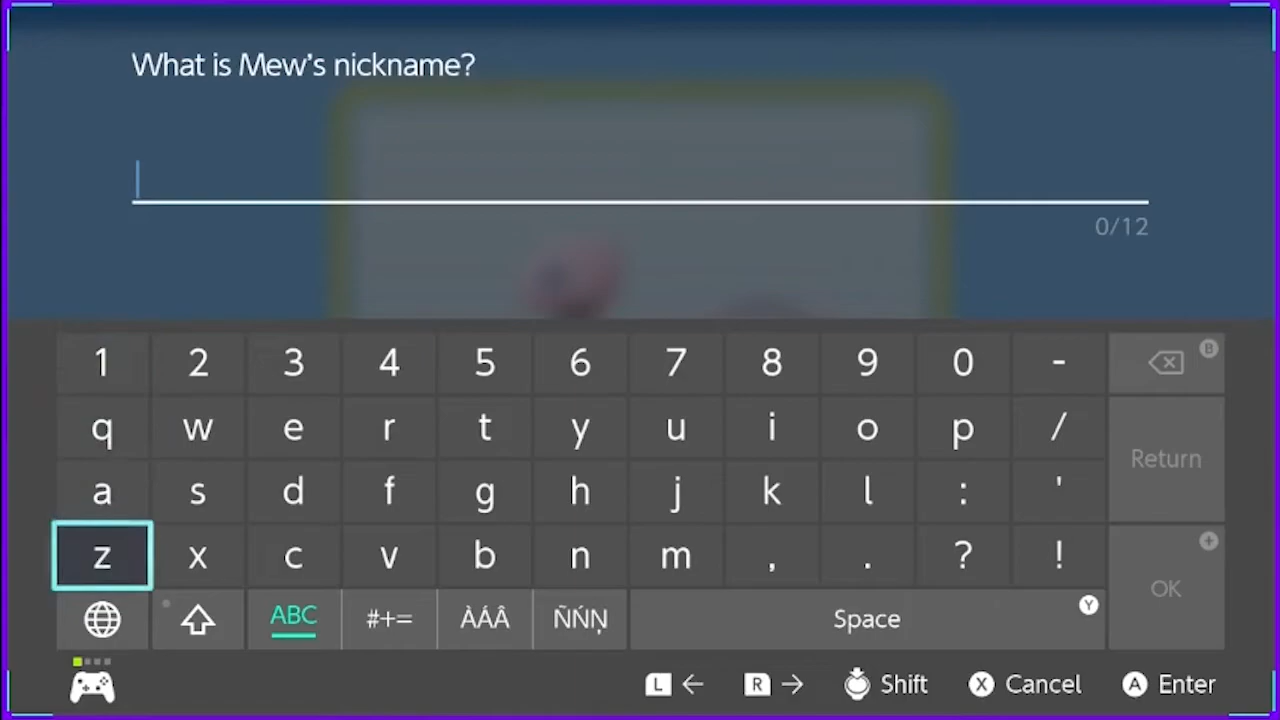 What is Mew's nickname?
0/12
1 2 3 4 5 6 7 8 9 0 - B
q w e r t y u i o p / Return
a s d f g h j k l : '
z x c v b n m , . ? ! OK +
ABC #+= ÀÁÂ ÑŃŅ Space Y
L ← R → Shift X Cancel A Enter